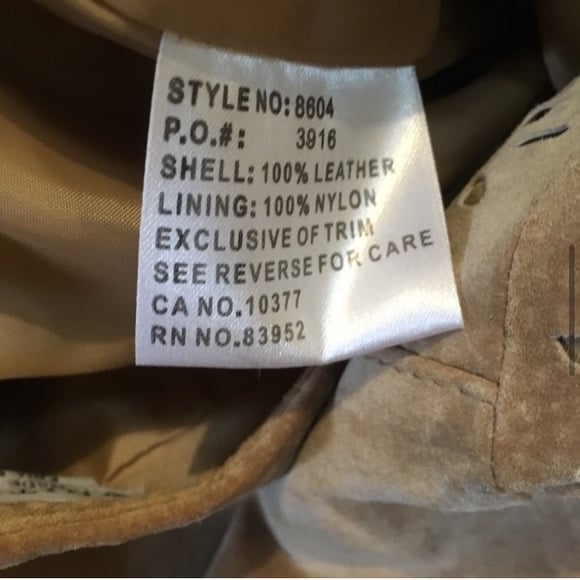 STYLE NO: 8604
P.O.#: 3916
SHELL: 100% LEATHER
LINING: 100% NYLON
EXCLUSIVE OF TRIM
SEE REVERSE FOR CARE
CA NO. 10377
RN NO. 83952